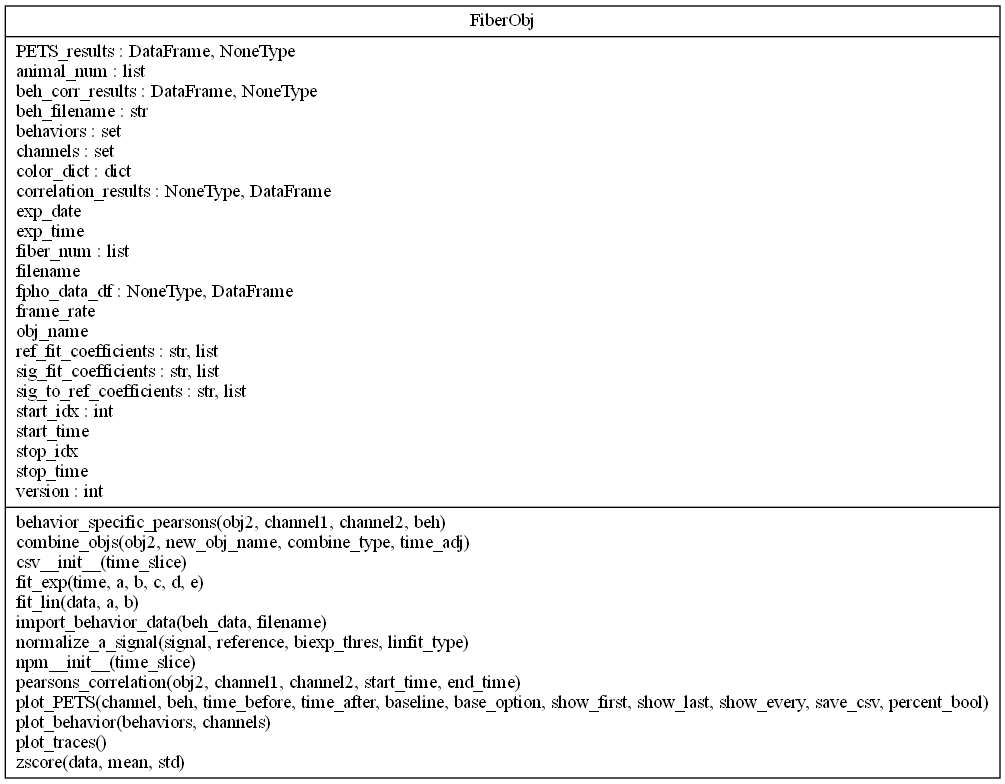 FiberObj
PETS_results : DataFrame, NoneType
animal_num : list
beh_corr_results : DataFrame, NoneType
beh_filename : str
behaviors : set
channels : set
color_dict : dict
correlation_results : NoneType, DataFrame
exp_date
exp_time
fiber_num : list
filename
fpho_data_df : NoneType, DataFrame
frame_rate
obj_name
ref_fit_coefficients : str, list
sig_fit_coefficients : str, list
sig_to_ref_coefficients : str, list
start_idx : int
start_time
stop_idx
stop_time
version : int
behavior_specific_pearsons(obj2, channel1, channel2, beh)
combine_objs(obj2, new_obj_name, combine_type, time_adj)
csv__init__(time_slice)
fit_exp(time, a, b, c, d, e)
fit_lin(data, a, b)
import_behavior_data(beh_data, filename)
normalize_a_signal(signal, reference, biexp_thres, linfit_type)
npm__init__(time_slice)
pearsons_correlation(obj2, channel1, channel2, start_time, end_time)
plot_PETS(channel, beh, time_before, time_after, baseline, base_option, show_first, show_last, show_every, save_csv, percent_bool)
plot_behavior(behaviors, channels)
plot_traces()
zscore(data, mean, std)